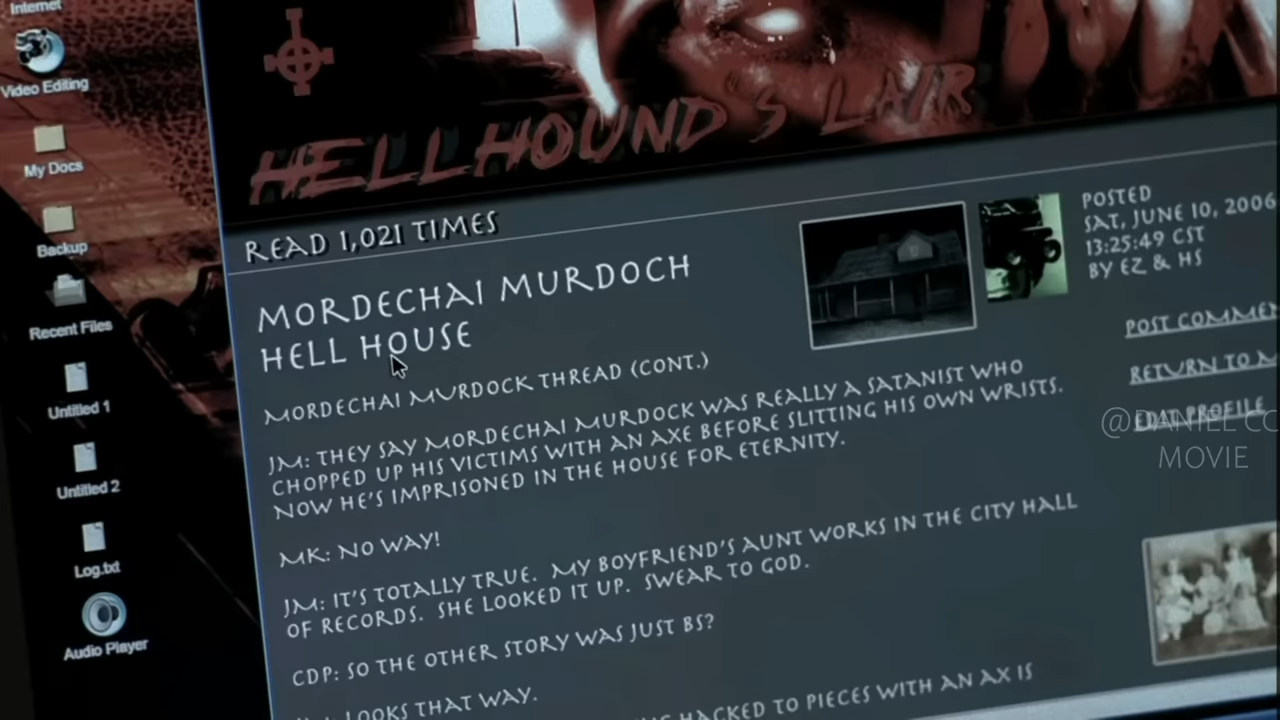 Internet
Video Editing
My Docs
Backup
Recent Files
Untitled 1
Untitled 2
Log.txt
Audio Player
HELLHOUND'S LAIR
READ 1,021 TIMES
MORDECHAI MURDOCH
HELL HOUSE
POSTED
SAT, JUNE 10, 2006
13:25:49 CST
BY EZ & HS
POST
RETURN TO
EDIT PROFILE
MORDECHAI MURDOCK THREAD (CONT.)
JM: THEY SAY MORDECHAI MURDOCK WAS REALLY A SATANIST WHO
CHOPPED UP HIS VICTIMS WITH AN AXE BEFORE SLITTING HIS OWN WRISTS.
NOW HE'S IMPRISONED IN THE HOUSE FOR ETERNITY.
MK: NO WAY!
JM: IT'S TOTALLY TRUE. MY BOYFRIEND'S AUNT WORKS IN THE CITY HALL
OF RECORDS. SHE LOOKED IT UP. SWEAR TO GOD.
CDP: SO THE OTHER STORY WAS JUST BS?
LOOKS THAT WAY.
HACKED TO PIECES WITH AN AX IS
@DANIEL
MOVIE